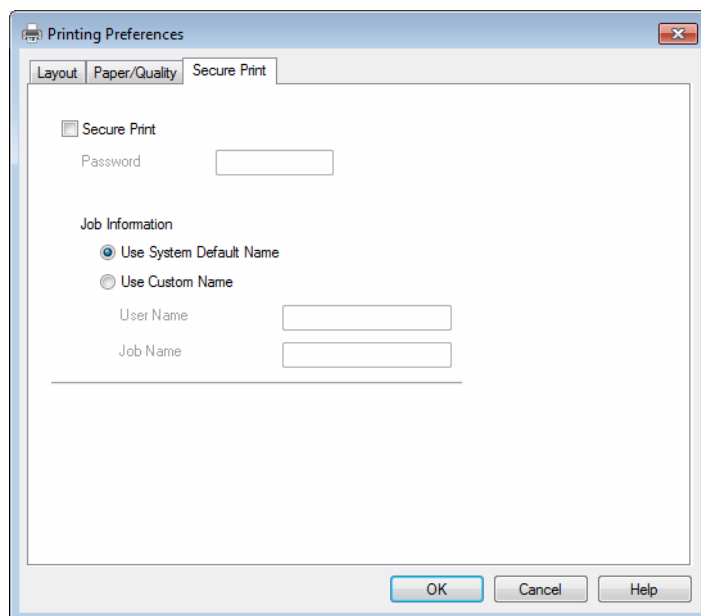 Printing Preferences
Layout Paper/Quality Secure Print
Secure Print
Password
Job Information
Use System Default Name
Use Custom Name
User Name
Job Name
OK Cancel Help